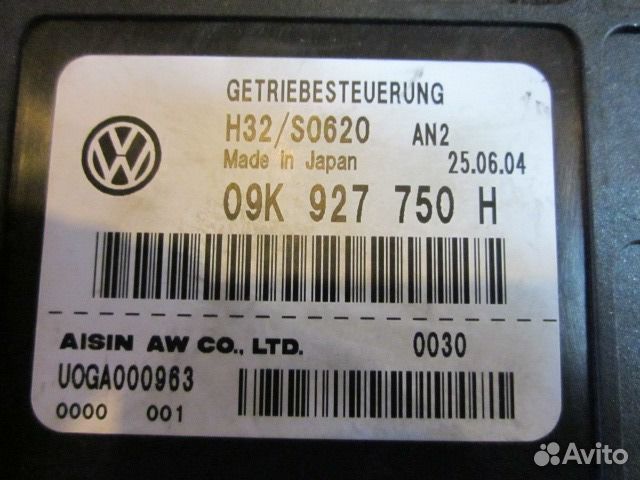 GETRIEBESTEUERUNG
H32/S0620 AN2
Made in Japan 25.06.04
09K 927 750 H
AISIN AW CO., LTD. 0030
UOGA000963
0000 001
Avito